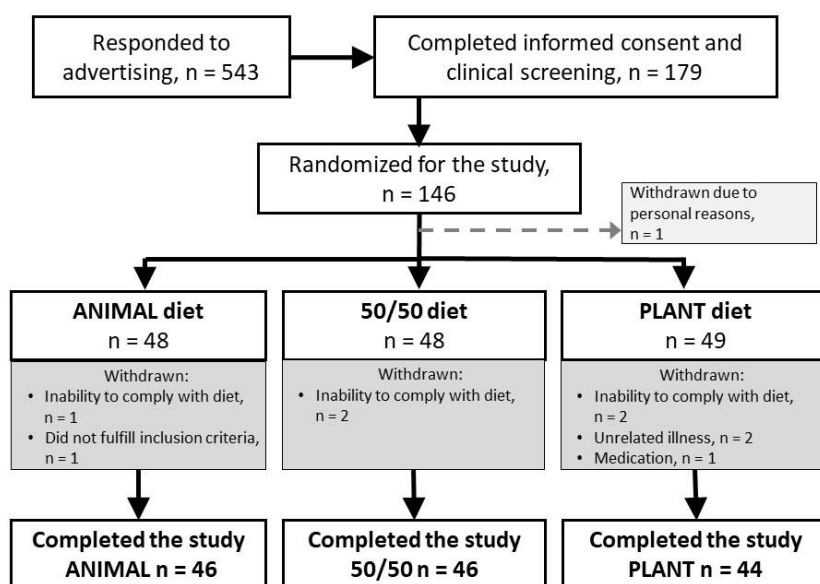 Responded to
advertising, n = 543
Completed informed consent and
clinical screening, n = 179
Randomized for the study,
n = 146
Withdrawn due to
personal reasons,
n = 1
ANIMAL diet
n = 48
50/50 diet
n = 48
PLANT diet
n = 49
Withdrawn:
• Inability to comply with diet,
n = 1
• Did not fulfill inclusion criteria,
n = 1
Withdrawn:
• Inability to comply with diet,
n = 2
Withdrawn:
• Inability to comply with diet,
n = 2
• Unrelated illness, n = 2
• Medication, n = 1
Completed the study
ANIMAL n = 46
Completed the study
50/50 n = 46
Completed the study
PLANT n = 44